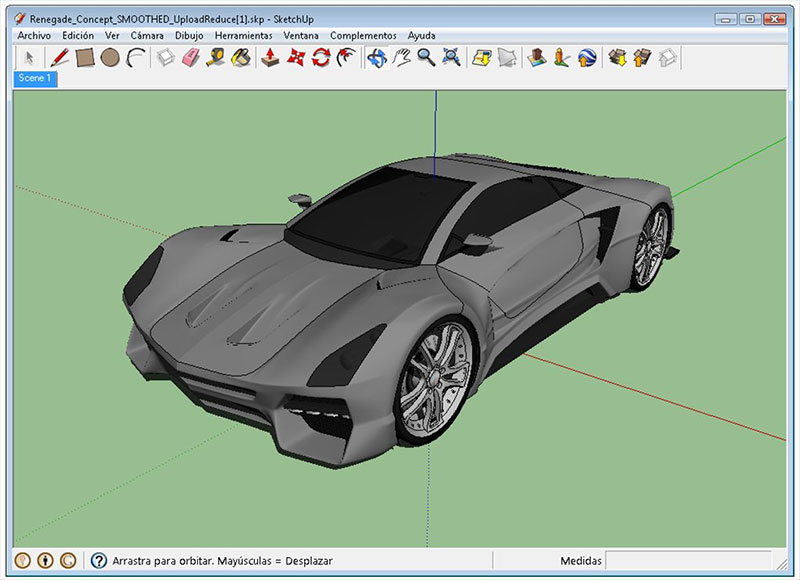 Renegade_Concept_SMOOTHED_UploadReduce[1].skp - SketchUp
Archivo Edición Ver Cámara Dibujo Herramientas Ventana Complementos Ayuda
Scene 1
Arrastra para orbitar. Mayúsculas = Desplazar Medidas